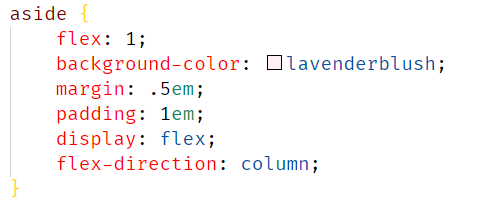 aside {
flex: 1;
background-color: lavenderblush;
margin: .5em;
padding: 1em;
display: flex;
flex-direction: column;
}